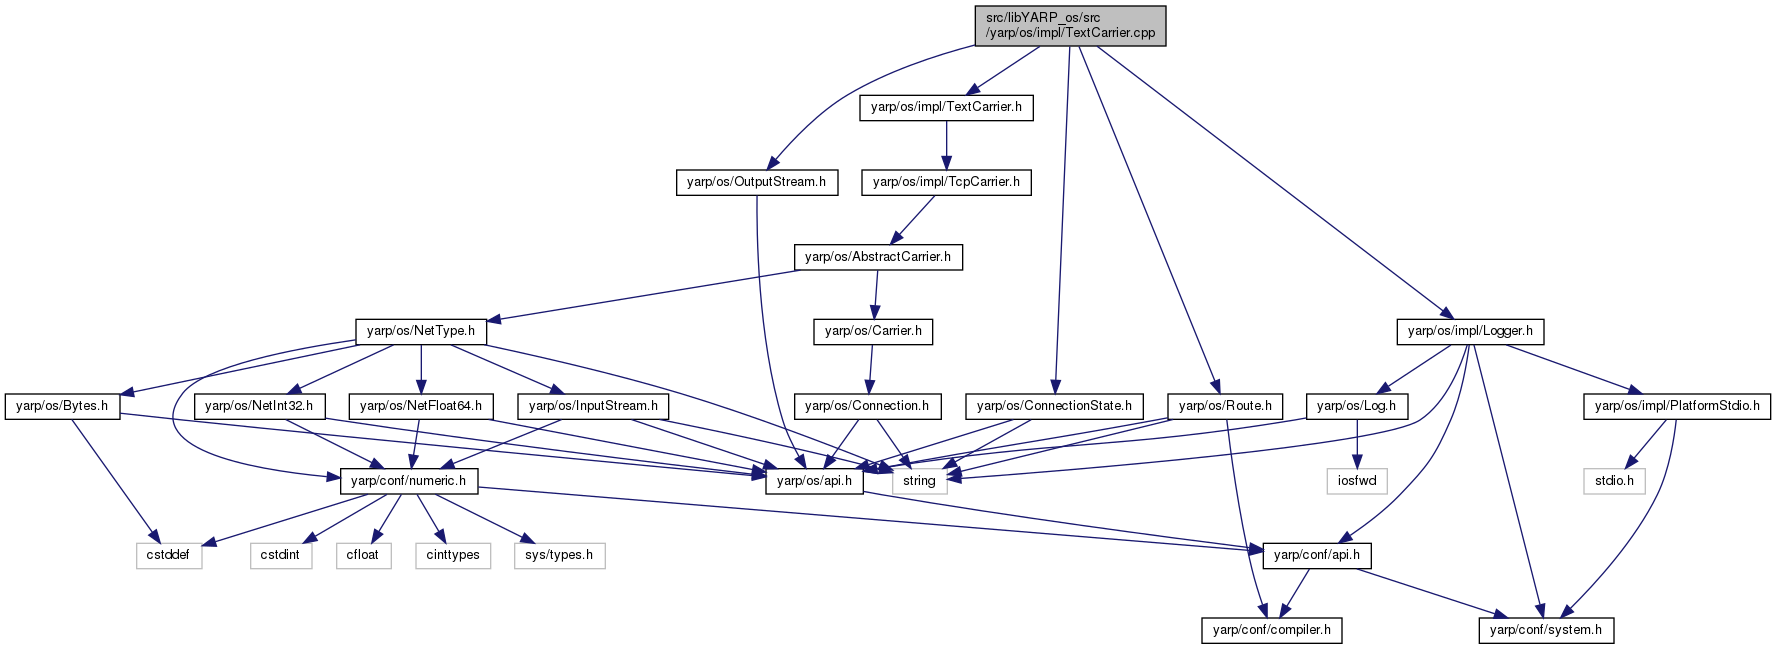 src/libYARP_os/src
/yarp/os/impl/TextCarrier.cpp
yarp/os/impl/TextCarrier.h
yarp/os/OutputStream.h
yarp/os/impl/TcpCarrier.h
yarp/os/AbstractCarrier.h
yarp/os/NetType.h
yarp/os/Carrier.h
yarp/os/impl/Logger.h
yarp/os/Bytes.h
yarp/os/NetInt32.h
yarp/os/NetFloat64.h
yarp/os/InputStream.h
yarp/os/Connection.h
yarp/os/ConnectionState.h
yarp/os/Route.h
yarp/os/Log.h
yarp/os/impl/PlatformStdio.h
yarp/conf/numeric.h
yarp/os/api.h
string
iosfwd
stdio.h
cstddef
cstdint
cfloat
cinttypes
sys/types.h
yarp/conf/api.h
yarp/conf/compiler.h
yarp/conf/system.h